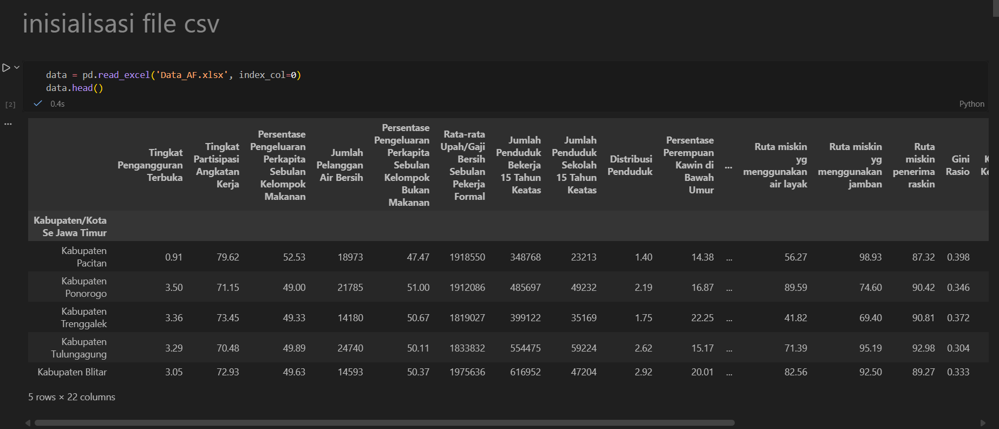 inisialisasi file csv
data = pd.read_excel('Data_AF.xlsx', index_col=0)
data.head()
[2]
0.4s
Python
...
Tingkat Pengangguran Terbuka
Tingkat Partisipasi Angkatan Kerja
Persentase Pengeluaran Perkapita Sebulan Kelompok Makanan
Jumlah Pelanggan Air Bersih
Persentase Pengeluaran Perkapita Sebulan Kelompok Bukan Makanan
Rata-rata Upah/Gaji Bersih Sebulan Pekerja Formal
Jumlah Penduduk Bekerja 15 Tahun Keatas
Jumlah Penduduk Sekolah 15 Tahun Keatas
Distribusi Penduduk
Persentase Perempuan Kawin di Bawah Umur
...
Ruta miskin yg menggunakan air layak
Ruta miskin yg menggunakan jamban
Ruta miskin penerima raskin
Gini Rasio
Kabupaten/Kota Se Jawa Timur
Kabupaten Pacitan 0.91 79.62 52.53 18973 47.47 1918550 348768 23213 1.40 14.38 ... 56.27 98.93 87.32 0.398
Kabupaten Ponorogo 3.50 71.15 49.00 21785 51.00 1912086 485697 49232 2.19 16.87 ... 89.59 74.60 90.42 0.346
Kabupaten Trenggalek 3.36 73.45 49.33 14180 50.67 1819027 399122 35169 1.75 22.25 ... 41.82 69.40 90.81 0.372
Kabupaten Tulungagung 3.29 70.48 49.89 24740 50.11 1833832 554475 59224 2.62 15.17 ... 71.39 95.19 92.98 0.304
Kabupaten Blitar 3.05 72.93 49.63 14593 50.37 1975636 616952 47204 2.92 20.01 ... 82.56 92.50 89.27 0.333
5 rows × 22 columns